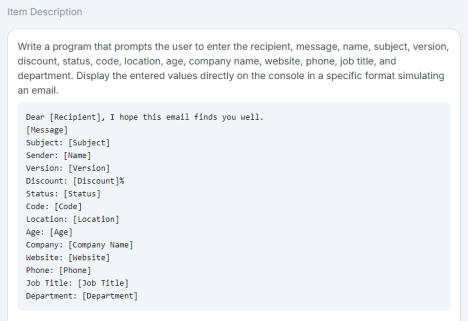 Item Description
Write a program that prompts the user to enter the recipient, message, name, subject, version,
discount, status, code, location, age, company name, website, phone, job title, and
department. Display the entered values directly on the console in a specific format simulating
an email.
Dear [Recipient], I hope this email finds you well.
[Message]
Subject: [Subject]
Sender: [Name]
Version: [Version]
Discount: [Discount]%
Status: [Status]
Code: [Code]
Location: [Location]
Age: [Age]
Company: [Company Name]
Website: [Website]
Phone: [Phone]
Job Title: [Job Title]
Department: [Department]